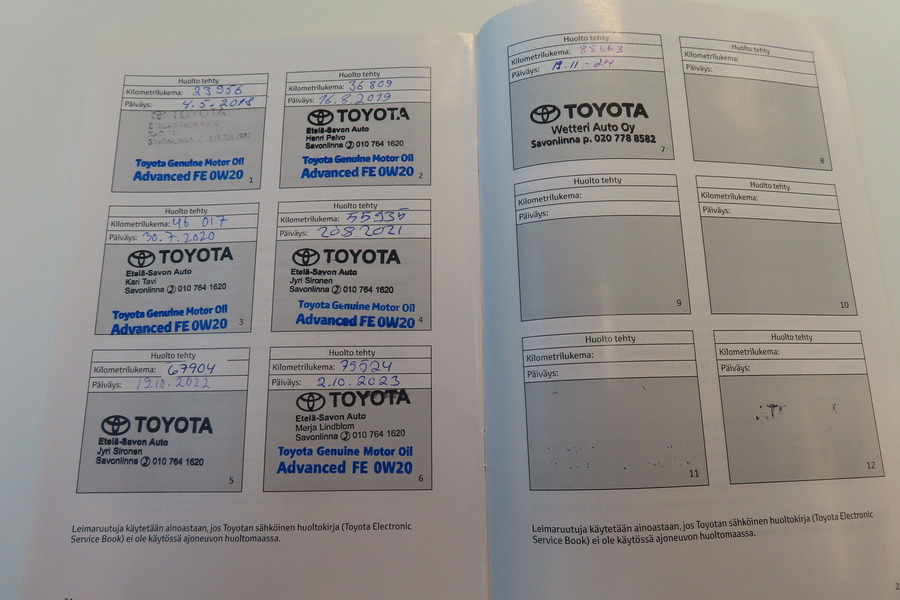 Huolto tehty
Kilometrilukema: 23956
Päiväys: 4.5.2018
TOYOTA
Toyota Genuine Motor Oil
Advanced FE 0W20
1
Huolto tehty
Kilometrilukema: 36809
Päiväys: 16.8.2019
TOYOTA
Etelä-Savon Auto
Henri Pelvo
Savonlinna 010 764 1620
Toyota Genuine Motor Oil
Advanced FE 0W20
2
Huolto tehty
Kilometrilukema: 46 017
Päiväys: 30.7.2020
TOYOTA
Etelä-Savon Auto
Kari Tavi
Savonlinna 010 764 1620
Toyota Genuine Motor Oil
Advanced FE 0W20
3
Huolto tehty
Kilometrilukema: 55935
Päiväys: 20.8.2021
TOYOTA
Etelä-Savon Auto
Jyri Sironen
Savonlinna 010 764 1620
Toyota Genuine Motor Oil
Advanced FE 0W20
4
Huolto tehty
Kilometrilukema: 67904
Päiväys: 19.10.2022
TOYOTA
Etelä-Savon Auto
Jyri Sironen
Savonlinna 010 764 1620
5
Huolto tehty
Kilometrilukema: 75524
Päiväys: 2.10.2023
TOYOTA
Etelä-Savon Auto
Merja Lindblom
Savonlinna 010 764 1620
Toyota Genuine Motor Oil
Advanced FE 0W20
6
Leimaruutuja käytetään ainoastaan, jos Toyotan sähköinen huoltokirja (Toyota Electronic
Service Book) ei ole käytössä ajoneuvon huoltomaassa.
Huolto tehty
Kilometrilukema: 85663
Päiväys: 19.11-24
TOYOTA
Wetteri Auto Oy
Savonlinna p. 020 778 8582
7
Huolto tehty
Kilometrilukema:
Päiväys:
8
Huolto tehty
Kilometrilukema:
Päiväys:
9
Huolto tehty
Kilometrilukema:
Päiväys:
10
Huolto tehty
Kilometrilukema:
Päiväys:
11
Huolto tehty
Kilometrilukema:
Päiväys:
12
Leimaruutuja käytetään ainoastaan, jos Toyotan sähköinen huoltokirja (Toyota Electronic
Service Book) ei ole käytössä ajoneuvon huoltomaassa.